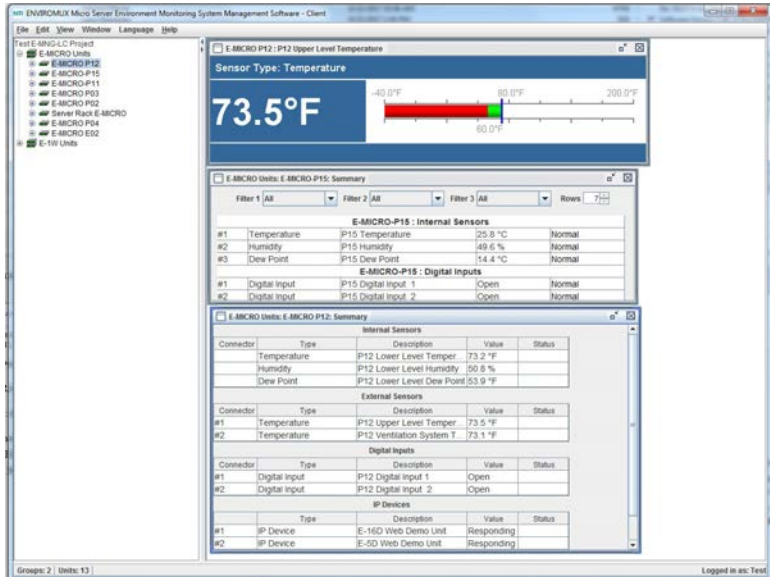 NTI ENVIROMUX Micro Server Environment Monitoring System Management Software - Client
File Edit View Window Language Help
Test E-MNG-LC Project
E-MICRO Units
E-MICRO P12
E-MICRO-P15
E-MICRO-P11
E-MICRO P03
E-MICRO P02
Server Rack E-MICRO
E-MICRO P04
E-MICRO E02
E-1W Units
E-MICRO P12 : P12 Upper Level Temperature
Sensor Type: Temperature
73.5°F
-40.0°F 80.0°F 200.0°F
60.0°F
E-MICRO Units: E-MICRO-P15: Summary
Filter 1 All Filter 2 All Filter 3 All Rows 7
E-MICRO-P15 : Internal Sensors
#1 Temperature P15 Temperature 25.8 °C Normal
#2 Humidity P15 Humidity 49.6 % Normal
#3 Dew Point P15 Dew Point 14.4 °C Normal
E-MICRO-P15 : Digital Inputs
#1 Digital Input P15 Digital Input 1 Open Normal
#2 Digital Input P15 Digital Input 2 Open Normal
E-MICRO Units: E-MICRO P12: Summary
Internal Sensors
Connector Type Description Value Status
Temperature P12 Lower Level Temper... 73.2 °F
Humidity P12 Lower Level Humidity 50.8 %
Dew Point P12 Lower Level Dew Point 53.9 °F
External Sensors
Connector Type Description Value Status
#1 Temperature P12 Upper Level Temper... 73.5 °F
#2 Temperature P12 Ventilation System T... 73.1 °F
Digital Inputs
Connector Type Description Value Status
#1 Digital Input P12 Digital Input 1 Open
#2 Digital Input P12 Digital Input 2 Open
IP Devices
Type Description Value Status
#1 IP Device E-16D Web Demo Unit Responding
#2 IP Device E-5D Web Demo Unit Responding
Groups: 2 Units: 13 Logged in as: Test